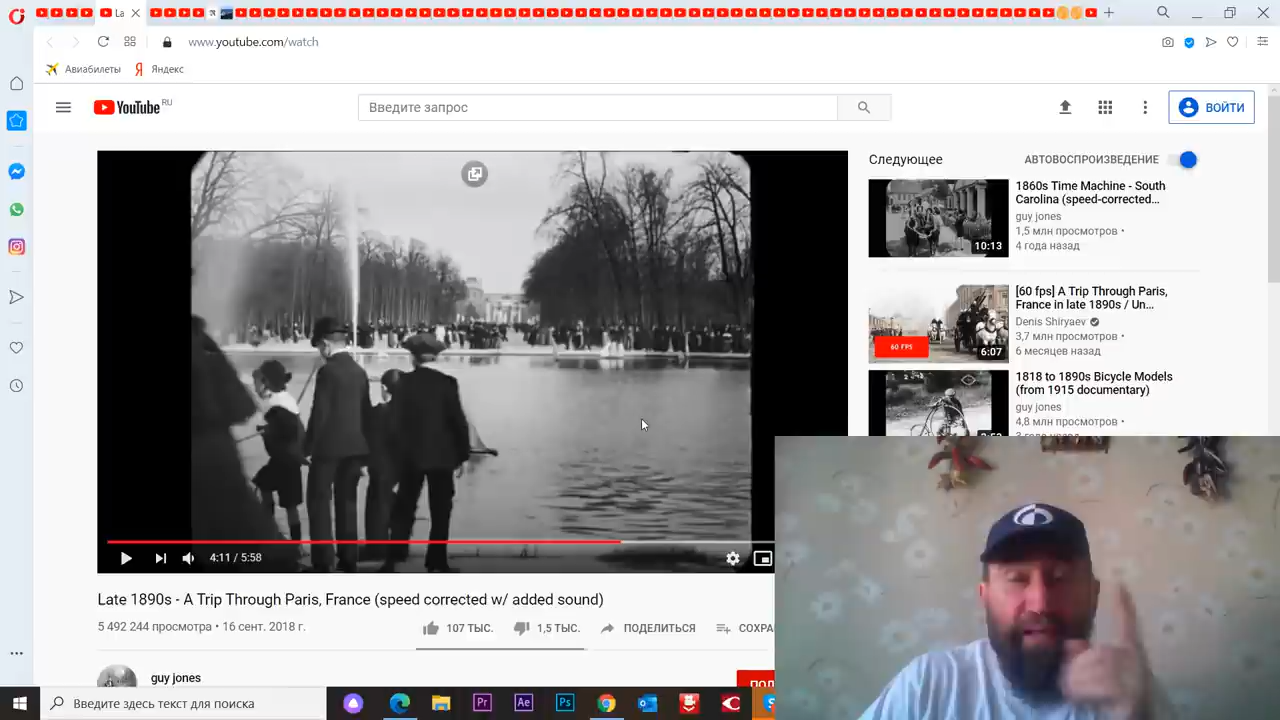 La
www.youtube.com/watch
Авиабилеты
Я Яндекс
YouTube RU
Введите запрос
ВОЙТИ
Следующее
АВТОВОСПРОИЗВЕДЕНИЕ
1860s Time Machine - South
Carolina (speed-corrected...
guy jones
1,5 млн просмотров •
4 года назад
10:13
[60 fps] A Trip Through Paris,
France in late 1890s / Un...
Denis Shiryaev
3,7 млн просмотров •
6 месяцев назад
60 FPS
6:07
1818 to 1890s Bicycle Models
(from 1915 documentary)
guy jones
4,8 млн просмотров •
4:11 / 5:58
Late 1890s - A Trip Through Paris, France (speed corrected w/ added sound)
5 492 244 просмотра • 16 сент. 2018 г.
107 ТЫС.
1,5 ТЫС.
ПОДЕЛИТЬСЯ
СОХРА
guy jones
Введите здесь текст для поиска
Pr
Ae
Ps